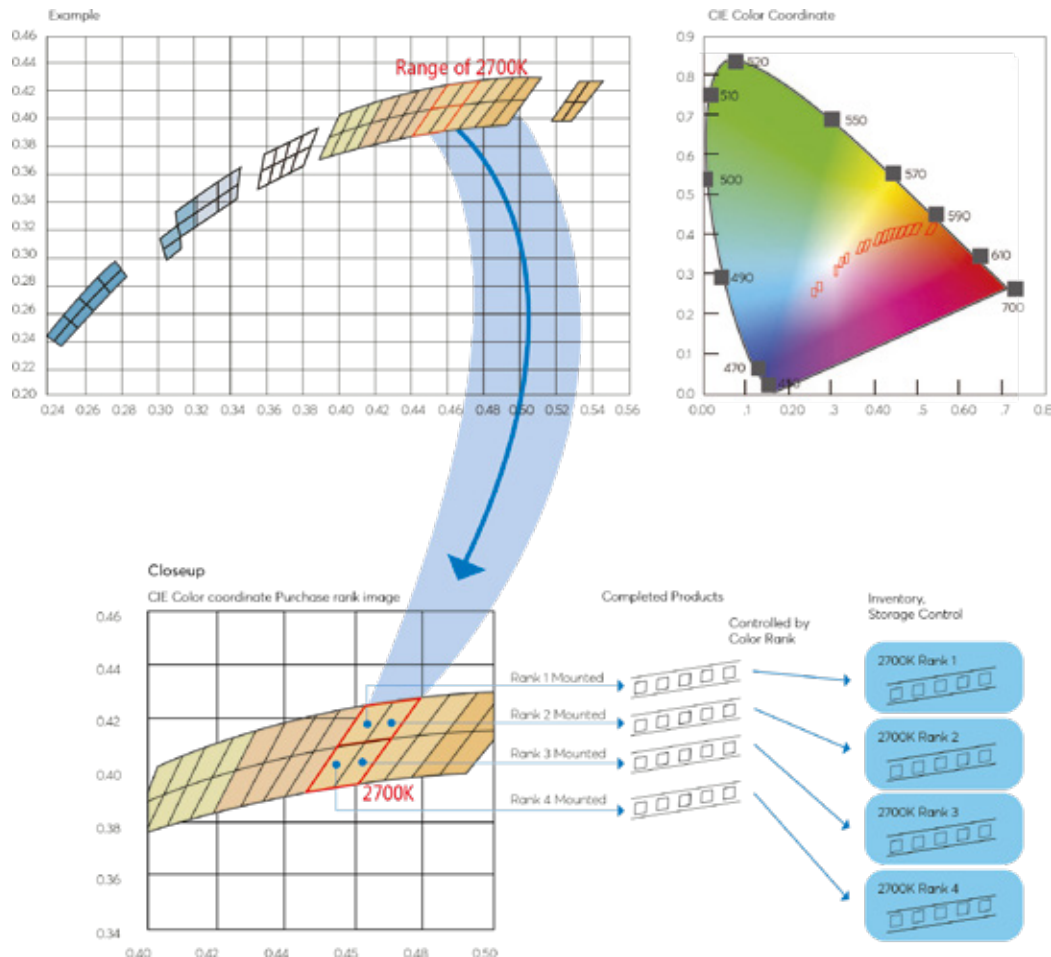 Example
0.46
0.44
0.42
0.40
0.38
0.36
0.34
0.32
0.30
0.28
0.26
0.24
0.22
0.20
0.24 0.26 0.28 0.30 0.32 0.34 0.36 0.38 0.40 0.42 0.44 0.46 0.48 0.50 0.52 0.54 0.56
Range of 2700K
CIE Color Coordinate
0.9
0.8
0.7
0.6
0.5
0.4
0.3
0.2
0.1
0.0
0.00 .1 0.20 .3 0.40 .5 0.60 .7 0.8
520
510
550
500
570
590
490
610
700
470
Closeup
CIE Color coordinate Purchase rank image
0.46
0.44
0.42
0.40
0.38
0.36
0.34
0.40 0.42 0.45 0.48 0.50
2700K
Completed Products
Controlled by
Color Rank
Inventory,
Storage Control
Rank 1 Mounted
Rank 2 Mounted
Rank 3 Mounted
Rank 4 Mounted
2700K Rank 1
2700K Rank 2
2700K Rank 3
2700K Rank 4